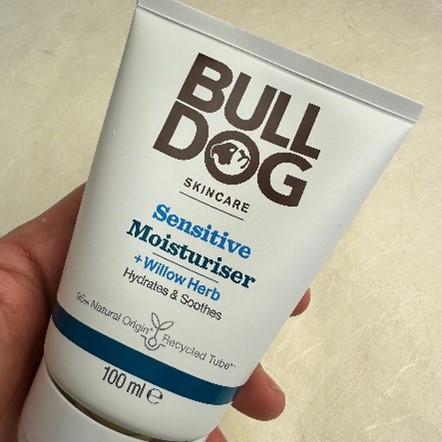 BULL
DOG
SKINCARE
Sensitive
Moisturiser
+ Willow Herb
Hydrates & Soothes
Natural Origin* Recycled Tube**
100 ml e